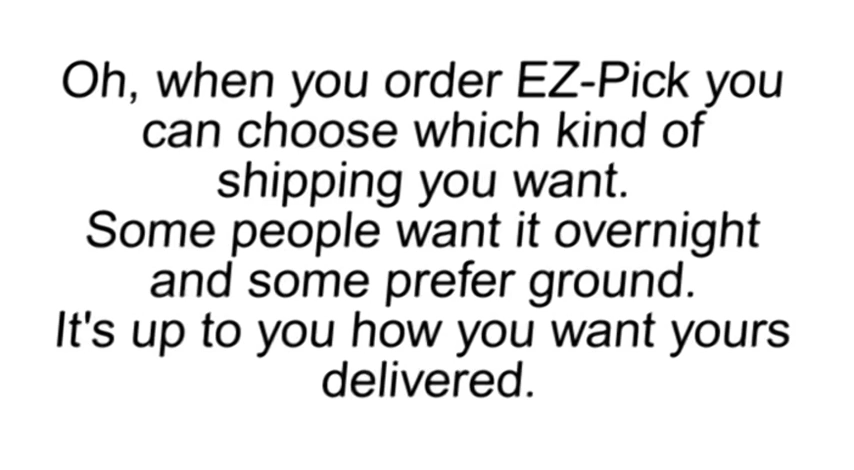 Oh, when you order EZ-Pick you
can choose which kind of
shipping you want.
Some people want it overnight
and some prefer ground.
It's up to you how you want yours
delivered.